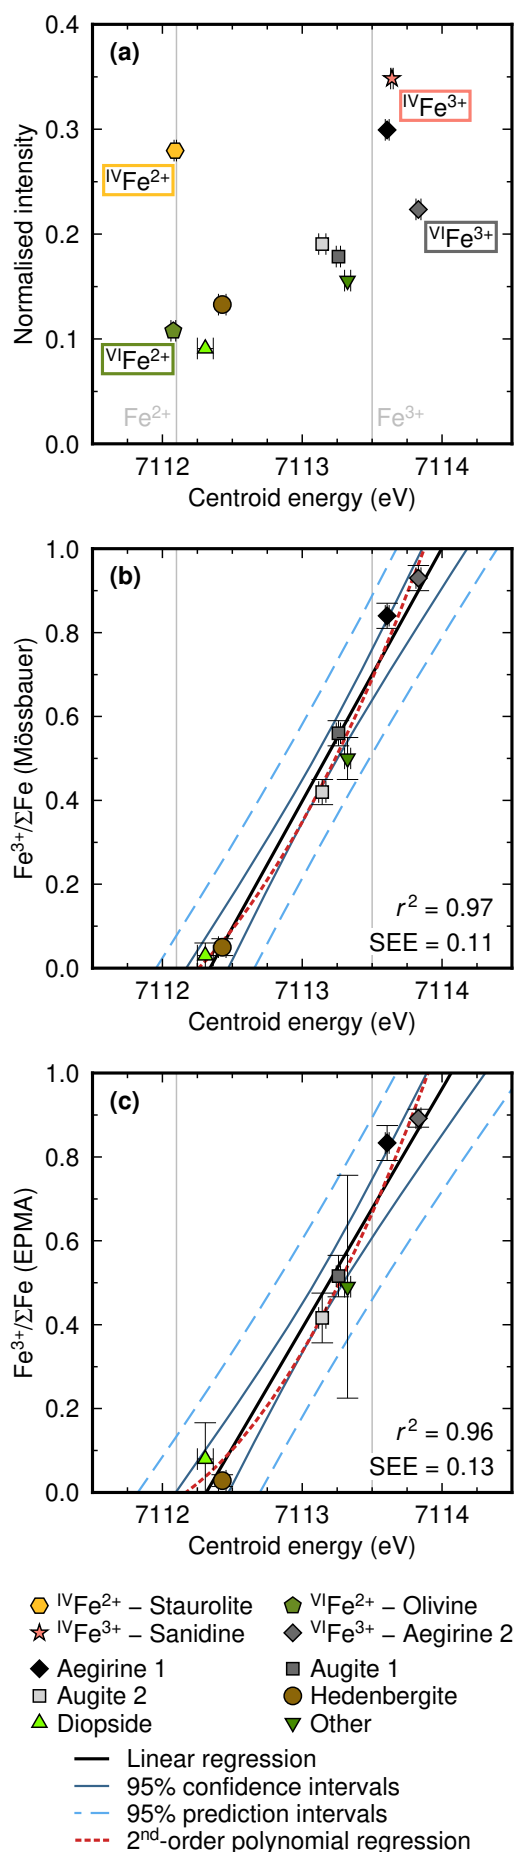 (a)
0.4
0.3
0.2
0.1
0.0
Normalised intensity
IVFe2+
IVFe3+
VIFe3+
VIFe2+
Fe2+
Fe3+
7112 7113 7114
Centroid energy (eV)
(b)
1.0
0.8
0.6
0.4
0.2
0.0
Fe3+/ΣFe (Mössbauer)
r2 = 0.97
SEE = 0.11
7112 7113 7114
Centroid energy (eV)
(c)
1.0
0.8
0.6
0.4
0.2
0.0
Fe3+/ΣFe (EPMA)
r2 = 0.96
SEE = 0.13
7112 7113 7114
Centroid energy (eV)
IVFe2+ – Staurolite VIFe2+ – Olivine
IVFe3+ – Sanidine VIFe3+ – Aegirine 2
Aegirine 1 Augite 1
Augite 2 Hedenbergite
Diopside Other
Linear regression
95% confidence intervals
95% prediction intervals
2nd-order polynomial regression